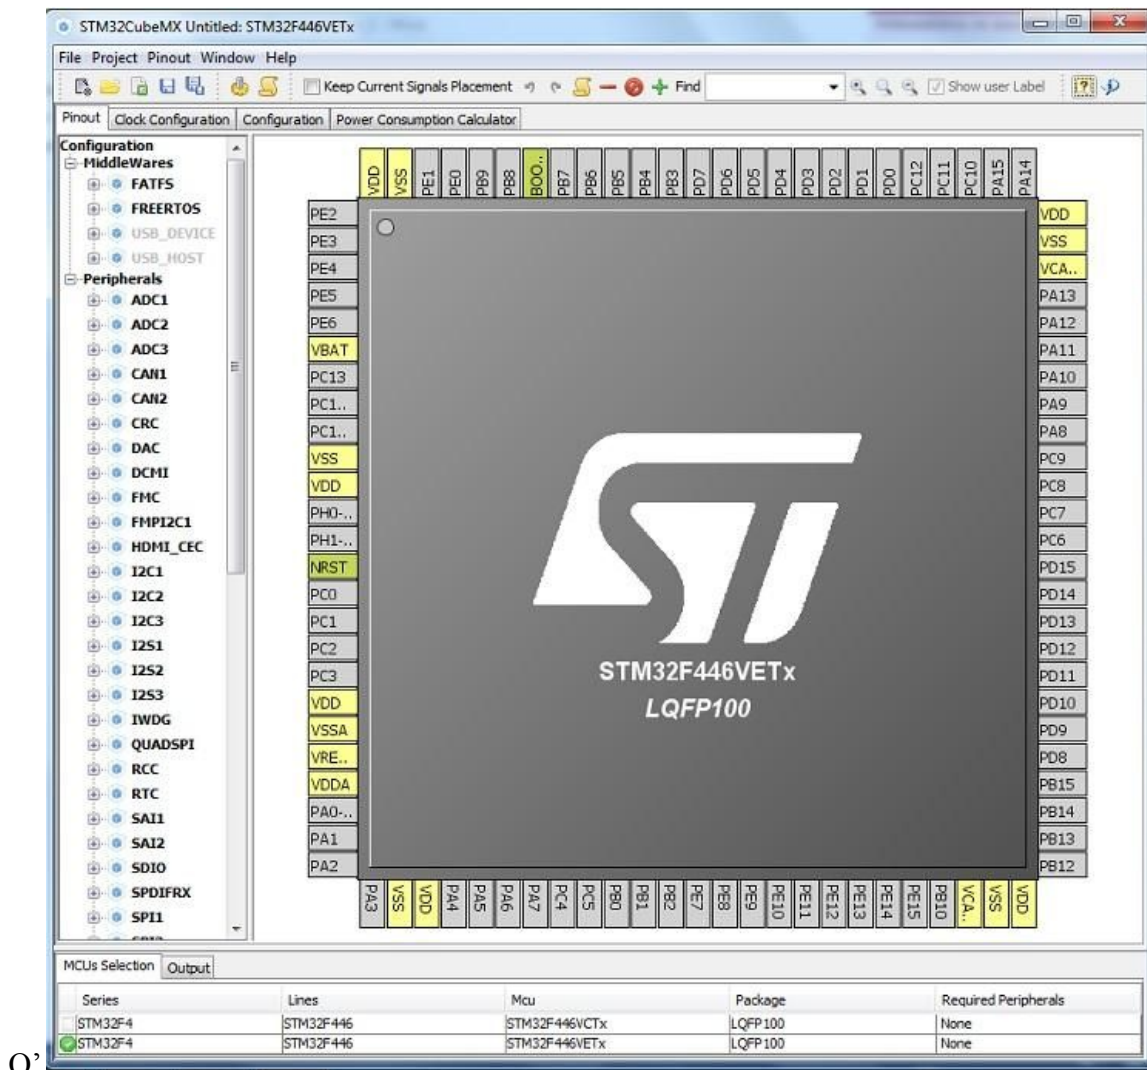 STM32CubeMX Untitled: STM32F446VETx
File Project Pinout Window Help
Keep Current Signals Placement Find Show user Label
Pinout Clock Configuration Configuration Power Consumption Calculator
Configuration
MiddleWares
FATFS
FREERTOS
USB_DEVICE
USB_HOST
Peripherals
ADC1
ADC2
ADC3
CAN1
CAN2
CRC
DAC
DCMI
FMC
FMPI2C1
HDMI_CEC
I2C1
I2C2
I2C3
I2S1
I2S2
I2S3
IWDG
QUADSPI
RCC
RTC
SAI1
SAI2
SDIO
SPDIFRX
SPI1
VDD VSS PE1 PE0 PB9 PB8 BOO.. PB7 PB6 PB5 PB4 PB3 PD7 PD6 PD5 PD4 PD3 PD2 PD1 PD0 PC12 PC11 PC10 PA15 PA14
PE2
PE3
PE4
PE5
PE6
VBAT
PC13
PC1..
PC1..
VSS
VDD
PH0-..
PH1-..
NRST
PC0
PC1
PC2
PC3
VDD
VSSA
VRE..
VDDA
PA0-..
PA1
PA2
ST
STM32F446VETx
LQFP100
VDD
VSS
VCA..
PA13
PA12
PA11
PA10
PA9
PA8
PC9
PC8
PC7
PC6
PD15
PD14
PD13
PD12
PD11
PD10
PD9
PD8
PB15
PB14
PB13
PB12
PA3 VSS VDD PA4 PA5 PA6 PA7 PC4 PC5 PB0 PB1 PB2 PE7 PE8 PE9 PE10 PE11 PE12 PE13 PE14 PE15 PB10 VCA.. VSS VDD
MCUs Selection Output
Series Lines Mcu Package Required Peripherals
STM32F4 STM32F446 STM32F446VCTx LQFP100 None
STM32F4 STM32F446 STM32F446VETx LQFP100 None
O’